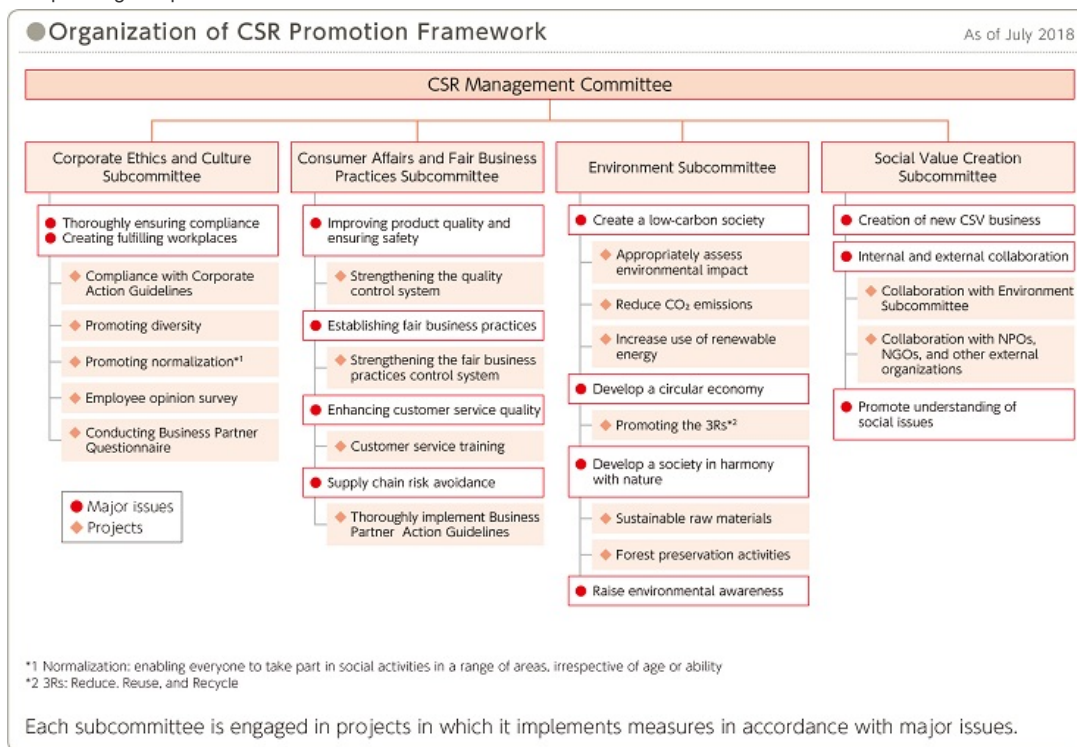 ●Organization of CSR Promotion Framework
As of July 2018
CSR Management Committee
Corporate Ethics and Culture
Subcommittee
● Thoroughly ensuring compliance
● Creating fulfilling workplaces
◆ Compliance with Corporate
Action Guidelines
◆ Promoting diversity
◆ Promoting normalization*1
◆ Employee opinion survey
◆ Conducting Business Partner
Questionnaire
● Major issues
◆ Projects
Consumer Affairs and Fair Business
Practices Subcommittee
● Improving product quality and
ensuring safety
◆ Strengthening the quality
control system
● Establishing fair business practices
◆ Strengthening the fair business
practices control system
● Enhancing customer service quality
◆ Customer service training
● Supply chain risk avoidance
◆ Thoroughly implement Business
Partner Action Guidelines
Environment Subcommittee
● Create a low-carbon society
◆ Appropriately assess
environmental impact
◆ Reduce CO₂ emissions
◆ Increase use of renewable
energy
● Develop a circular economy
◆ Promoting the 3Rs*2
● Develop a society in harmony
with nature
◆ Sustainable raw materials
◆ Forest preservation activities
● Raise environmental awareness
Social Value Creation
Subcommittee
● Creation of new CSV business
● Internal and external collaboration
◆ Collaboration with Environment
Subcommittee
◆ Collaboration with NPOs,
NGOs, and other external
organizations
● Promote understanding of
social issues
*1 Normalization: enabling everyone to take part in social activities in a range of areas, irrespective of age or ability
*2 3Rs: Reduce, Reuse, and Recycle
Each subcommittee is engaged in projects in which it implements measures in accordance with major issues.